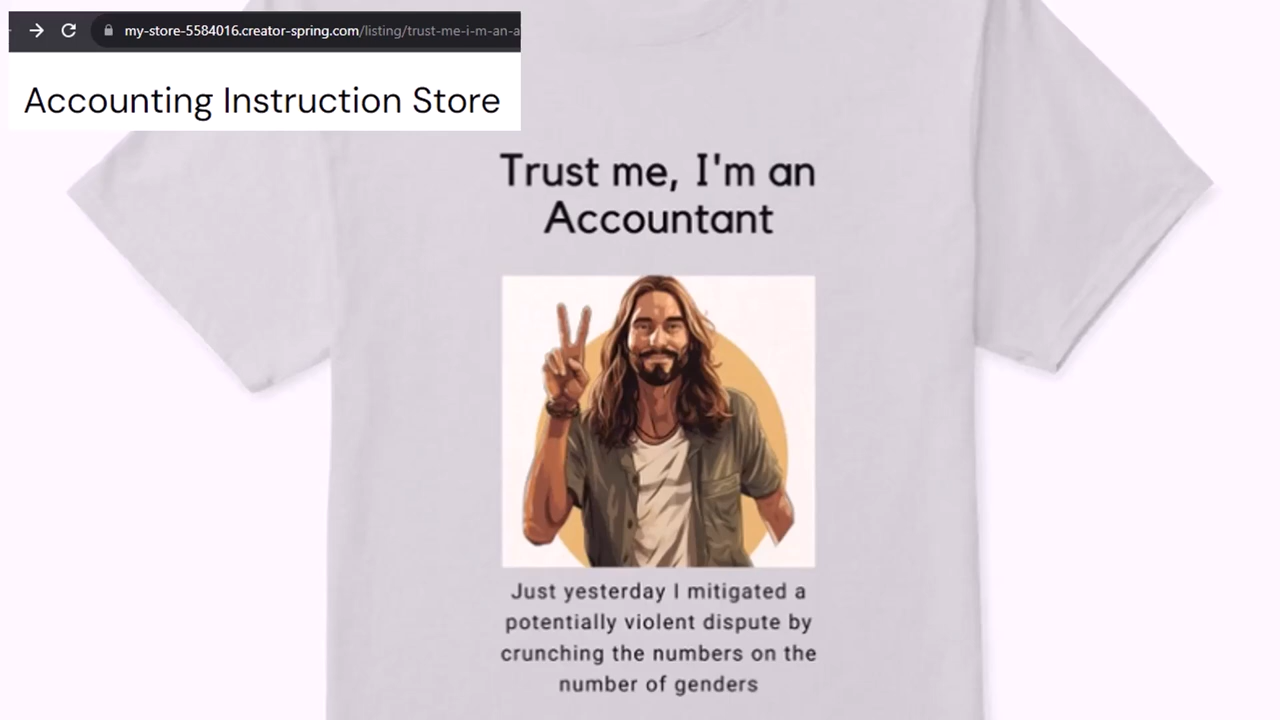 my-store-5584016.creator-spring.com/listing/trust-me-i-m-an-a
Accounting Instruction Store
Trust me, I'm an
Accountant
Just yesterday I mitigated a
potentially violent dispute by
crunching the numbers on the
number of genders